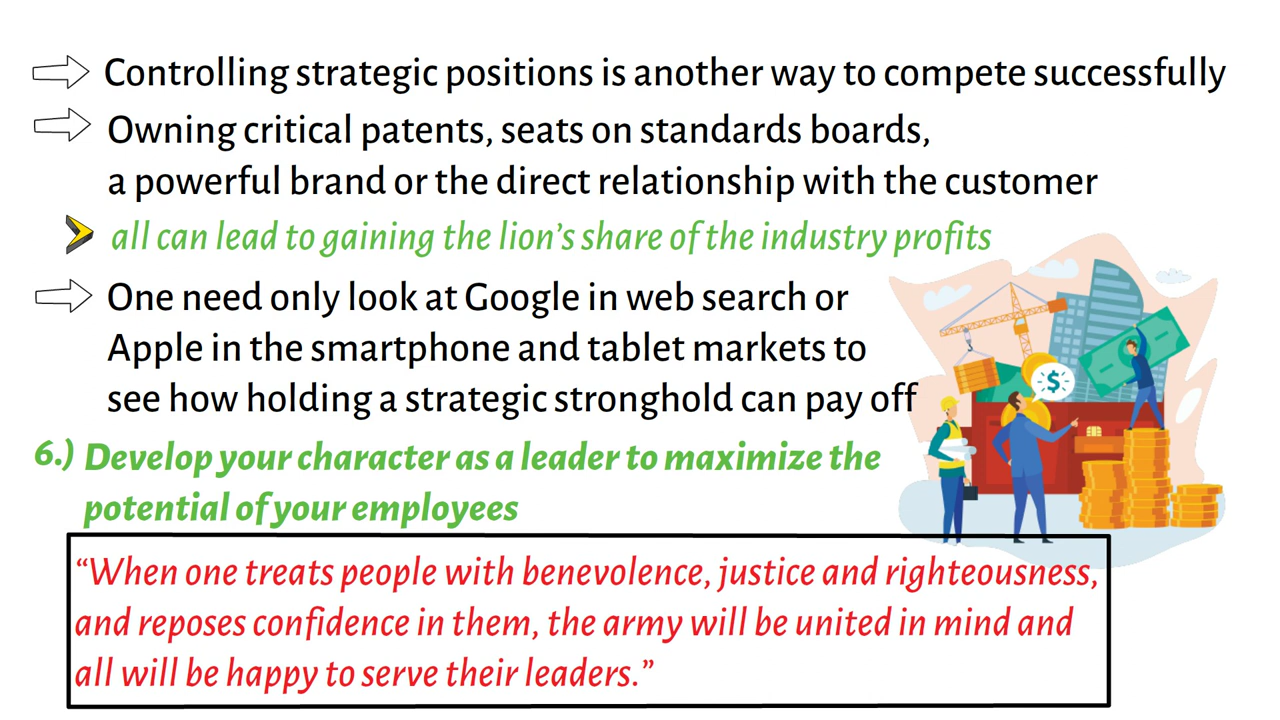 Controlling strategic positions is another way to compete successfully
Owning critical patents, seats on standards boards,
a powerful brand or the direct relationship with the customer
all can lead to gaining the lion's share of the industry profits
One need only look at Google in web search or
Apple in the smartphone and tablet markets to
see how holding a strategic stronghold can pay off
$
6.) Develop your character as a leader to maximize the
potential of your employees
“When one treats people with benevolence, justice and righteousness,
and reposes confidence in them, the army will be united in mind and
all will be happy to serve their leaders.”